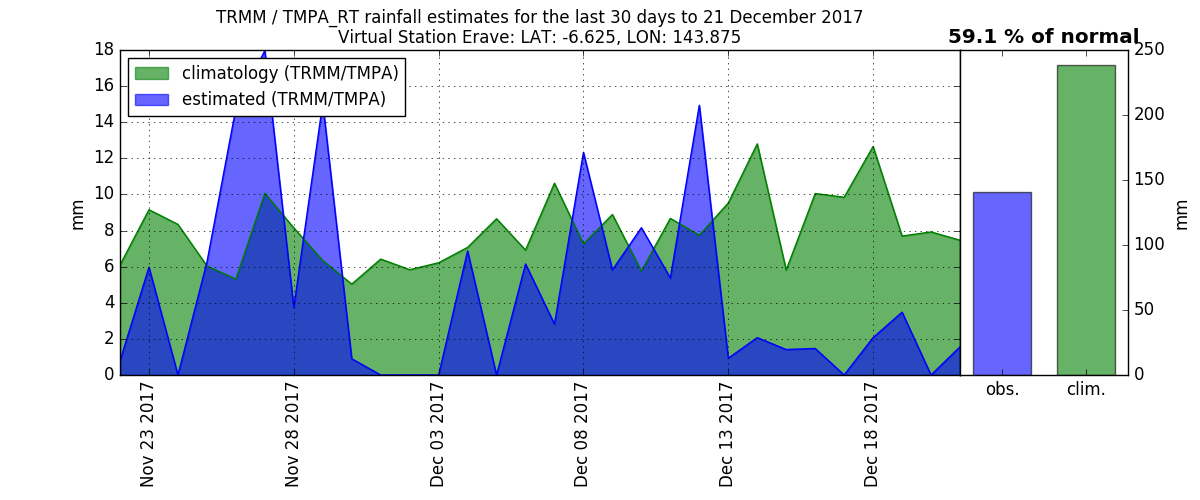 TRMM / TMPA_RT rainfall estimates for the last 30 days to 21 December 2017
Virtual Station Erave: LAT: -6.625, LON: 143.875
59.1 % of normal
climatology (TRMM/TMPA)
estimated (TRMM/TMPA)
18
16
14
12
10
8
6
4
2
0
mm
Nov 23 2017
Nov 28 2017
Dec 03 2017
Dec 08 2017
Dec 13 2017
Dec 18 2017
250
200
150
100
50
0
mm
obs.
clim.